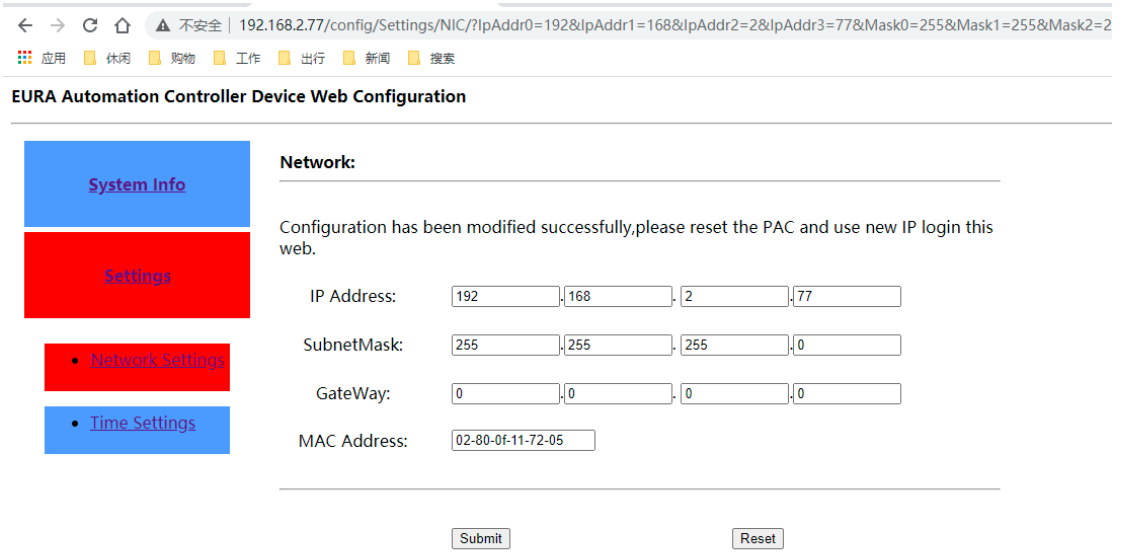 不安全 | 192.168.2.77/config/Settings/NIC/?IpAddr0=192&IpAddr1=168&IpAddr2=2&IpAddr3=77&Mask0=255&Mask1=255&Mask2=2
应用 休闲 购物 工作 出行 新闻 搜索
EURA Automation Controller Device Web Configuration
System Info
Settings
Network Settings
Time Settings
Network:
Configuration has been modified successfully,please reset the PAC and use new IP login this
web.
IP Address: 192.168.2.77
SubnetMask: 255.255.255.0
GateWay: 0.0.0.0
MAC Address: 02-80-0f-11-72-05
Submit Reset